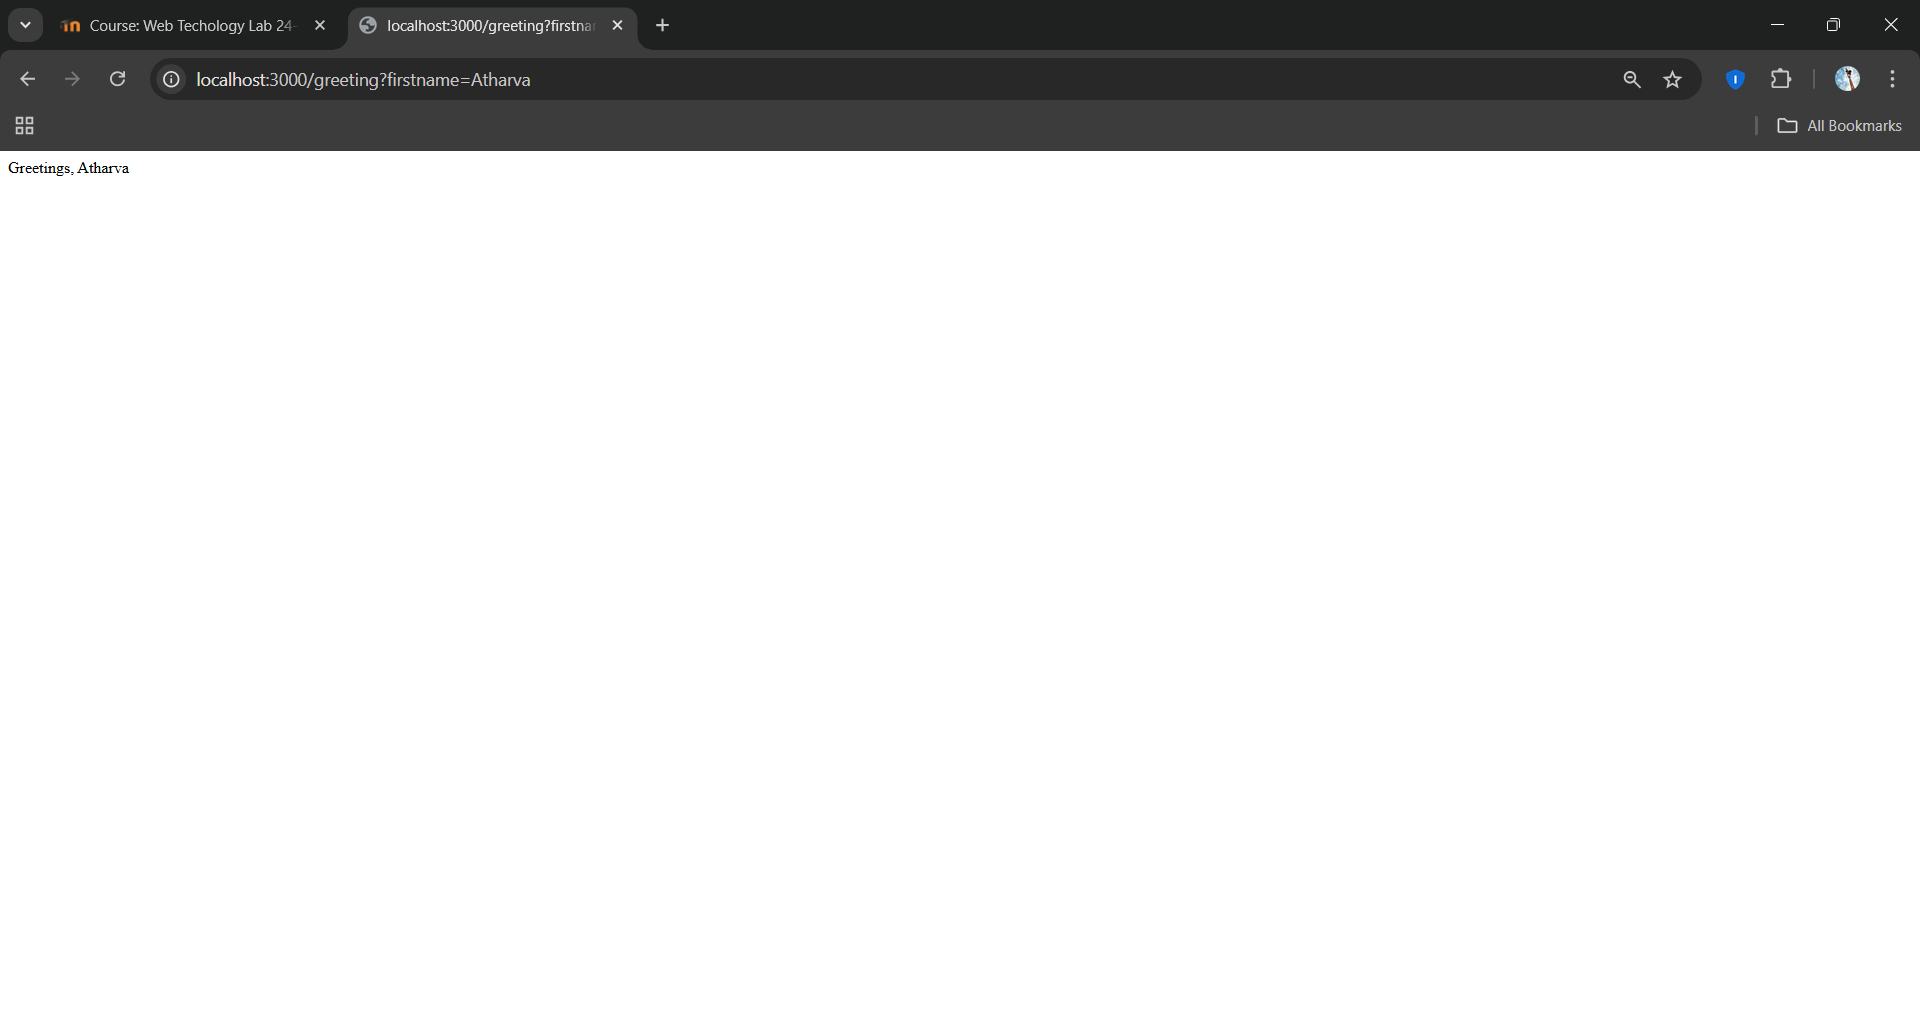 Course: Web Techology Lab 24-
localhost:3000/greeting?firstna
localhost:3000/greeting?firstname=Atharva
All Bookmarks
Greetings, Atharva